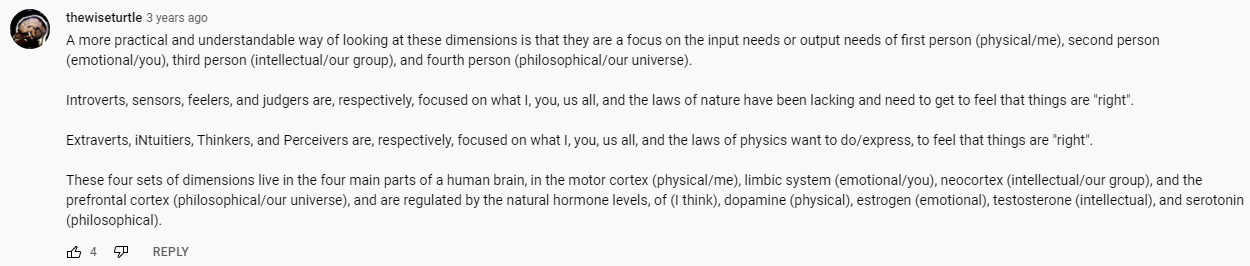 thewiseturtle 3 years ago
A more practical and understandable way of looking at these dimensions is that they are a focus on the input needs or output needs of first person (physical/me), second person
(emotional/you), third person (intellectual/our group), and fourth person (philosophical/our universe).
Introverts, sensors, feelers, and judgers are, respectively, focused on what I, you, us all, and the laws of nature have been lacking and need to get to feel that things are "right".
Extraverts, iNtuitiers, Thinkers, and Perceivers are, respectively, focused on what I, you, us all, and the laws of physics want to do/express, to feel that things are "right".
These four sets of dimensions live in the four main parts of a human brain, in the motor cortex (physical/me), limbic system (emotional/you), neocortex (intellectual/our group), and the
prefrontal cortex (philosophical/our universe), and are regulated by the natural hormone levels, of (I think), dopamine (physical), estrogen (emotional), testosterone (intellectual), and serotonin
(philosophical).
4 REPLY